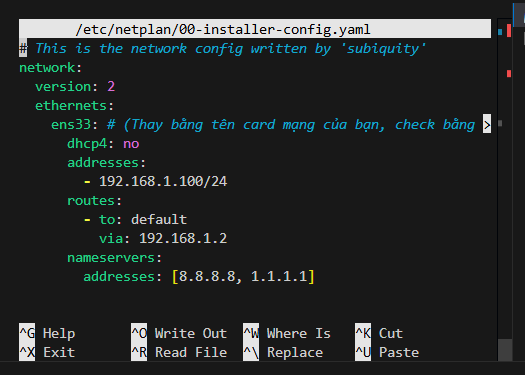 /etc/netplan/00-installer-config.yaml
# This is the network config written by 'subiquity'
network:
  version: 2
  ethernets:
    ens33: # (Thay bằng tên card mạng của bạn, check bằng >
      dhcp4: no
      addresses:
        - 192.168.1.100/24
      routes:
        - to: default
          via: 192.168.1.2
      nameservers:
        addresses: [8.8.8.8, 1.1.1.1]
^G Help ^O Write Out ^W Where Is ^K Cut
^X Exit ^R Read File ^\ Replace ^U Paste